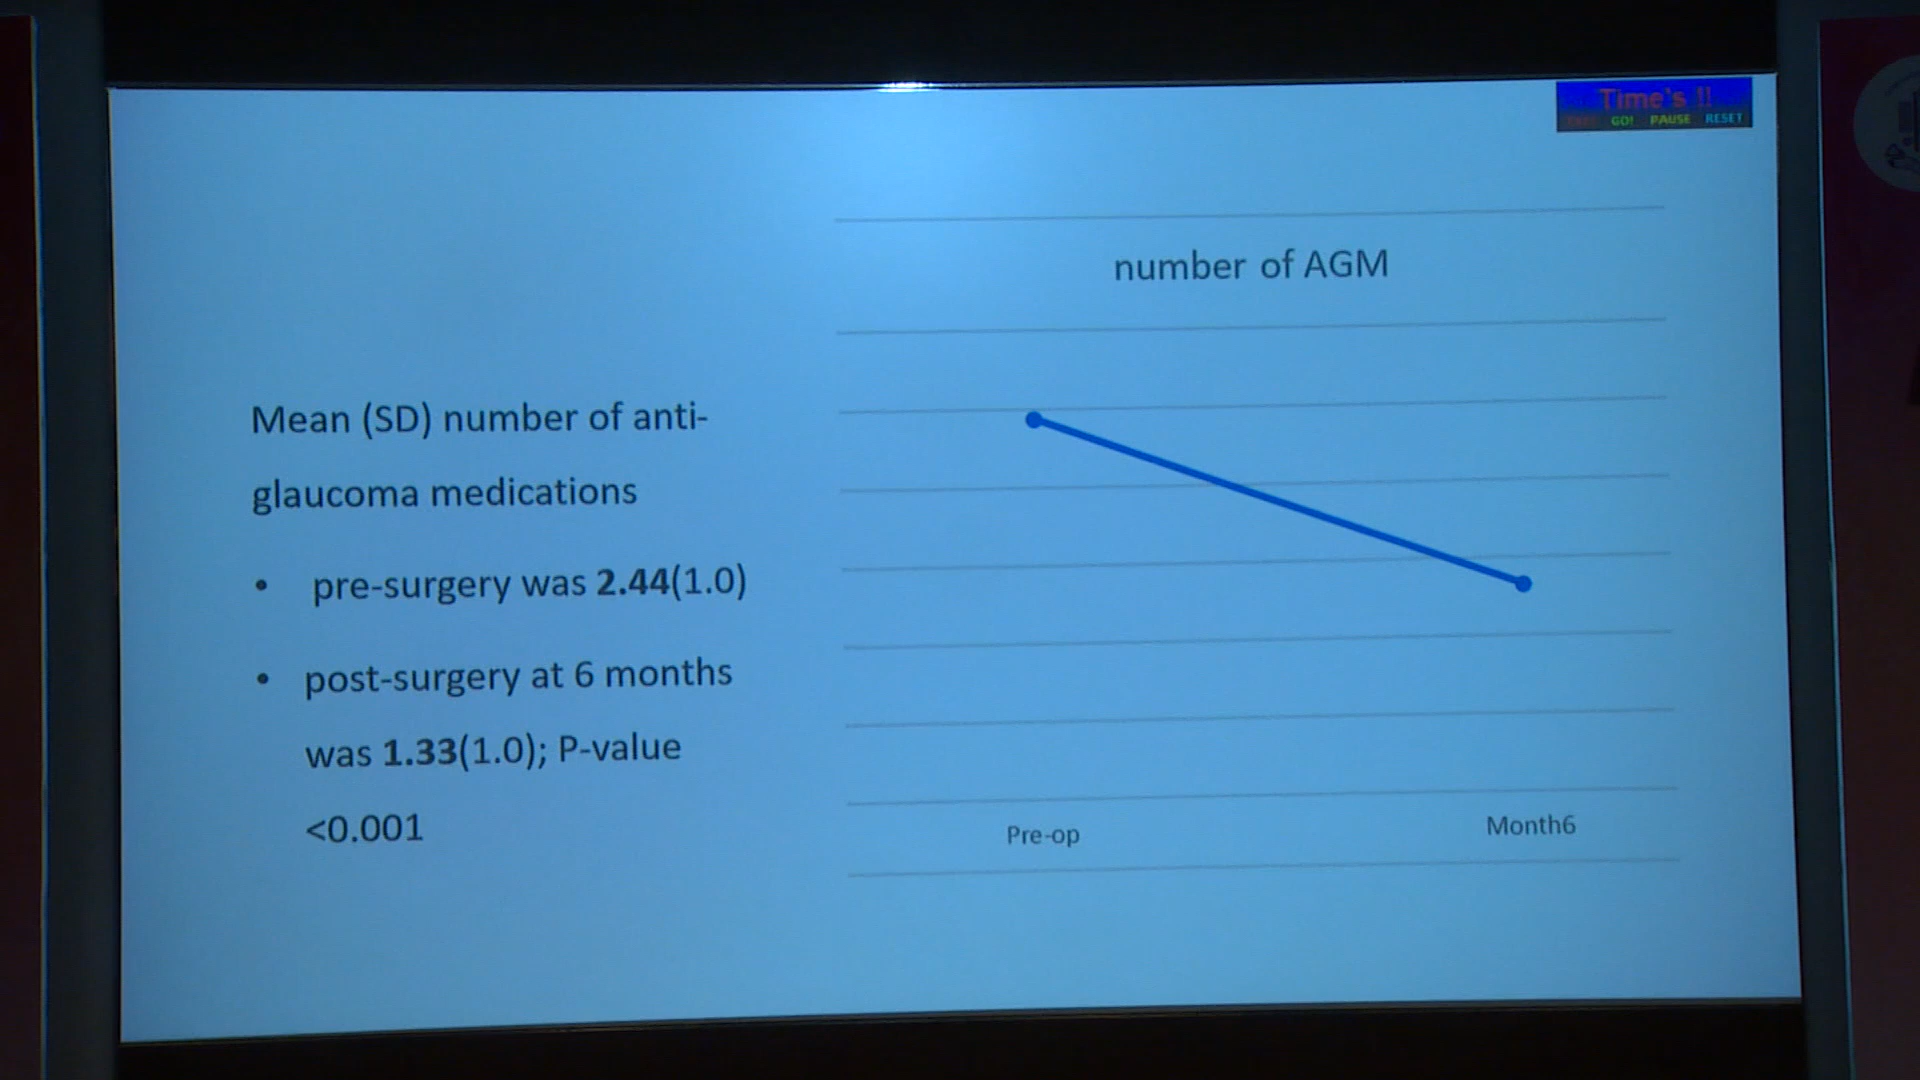 Time's !!
GO! PAUSE RESET
number of AGM
Mean (SD) number of anti-
glaucoma medications
• pre-surgery was 2.44(1.0)
• post-surgery at 6 months
was 1.33(1.0); P-value
<0.001
Pre-op
Month6